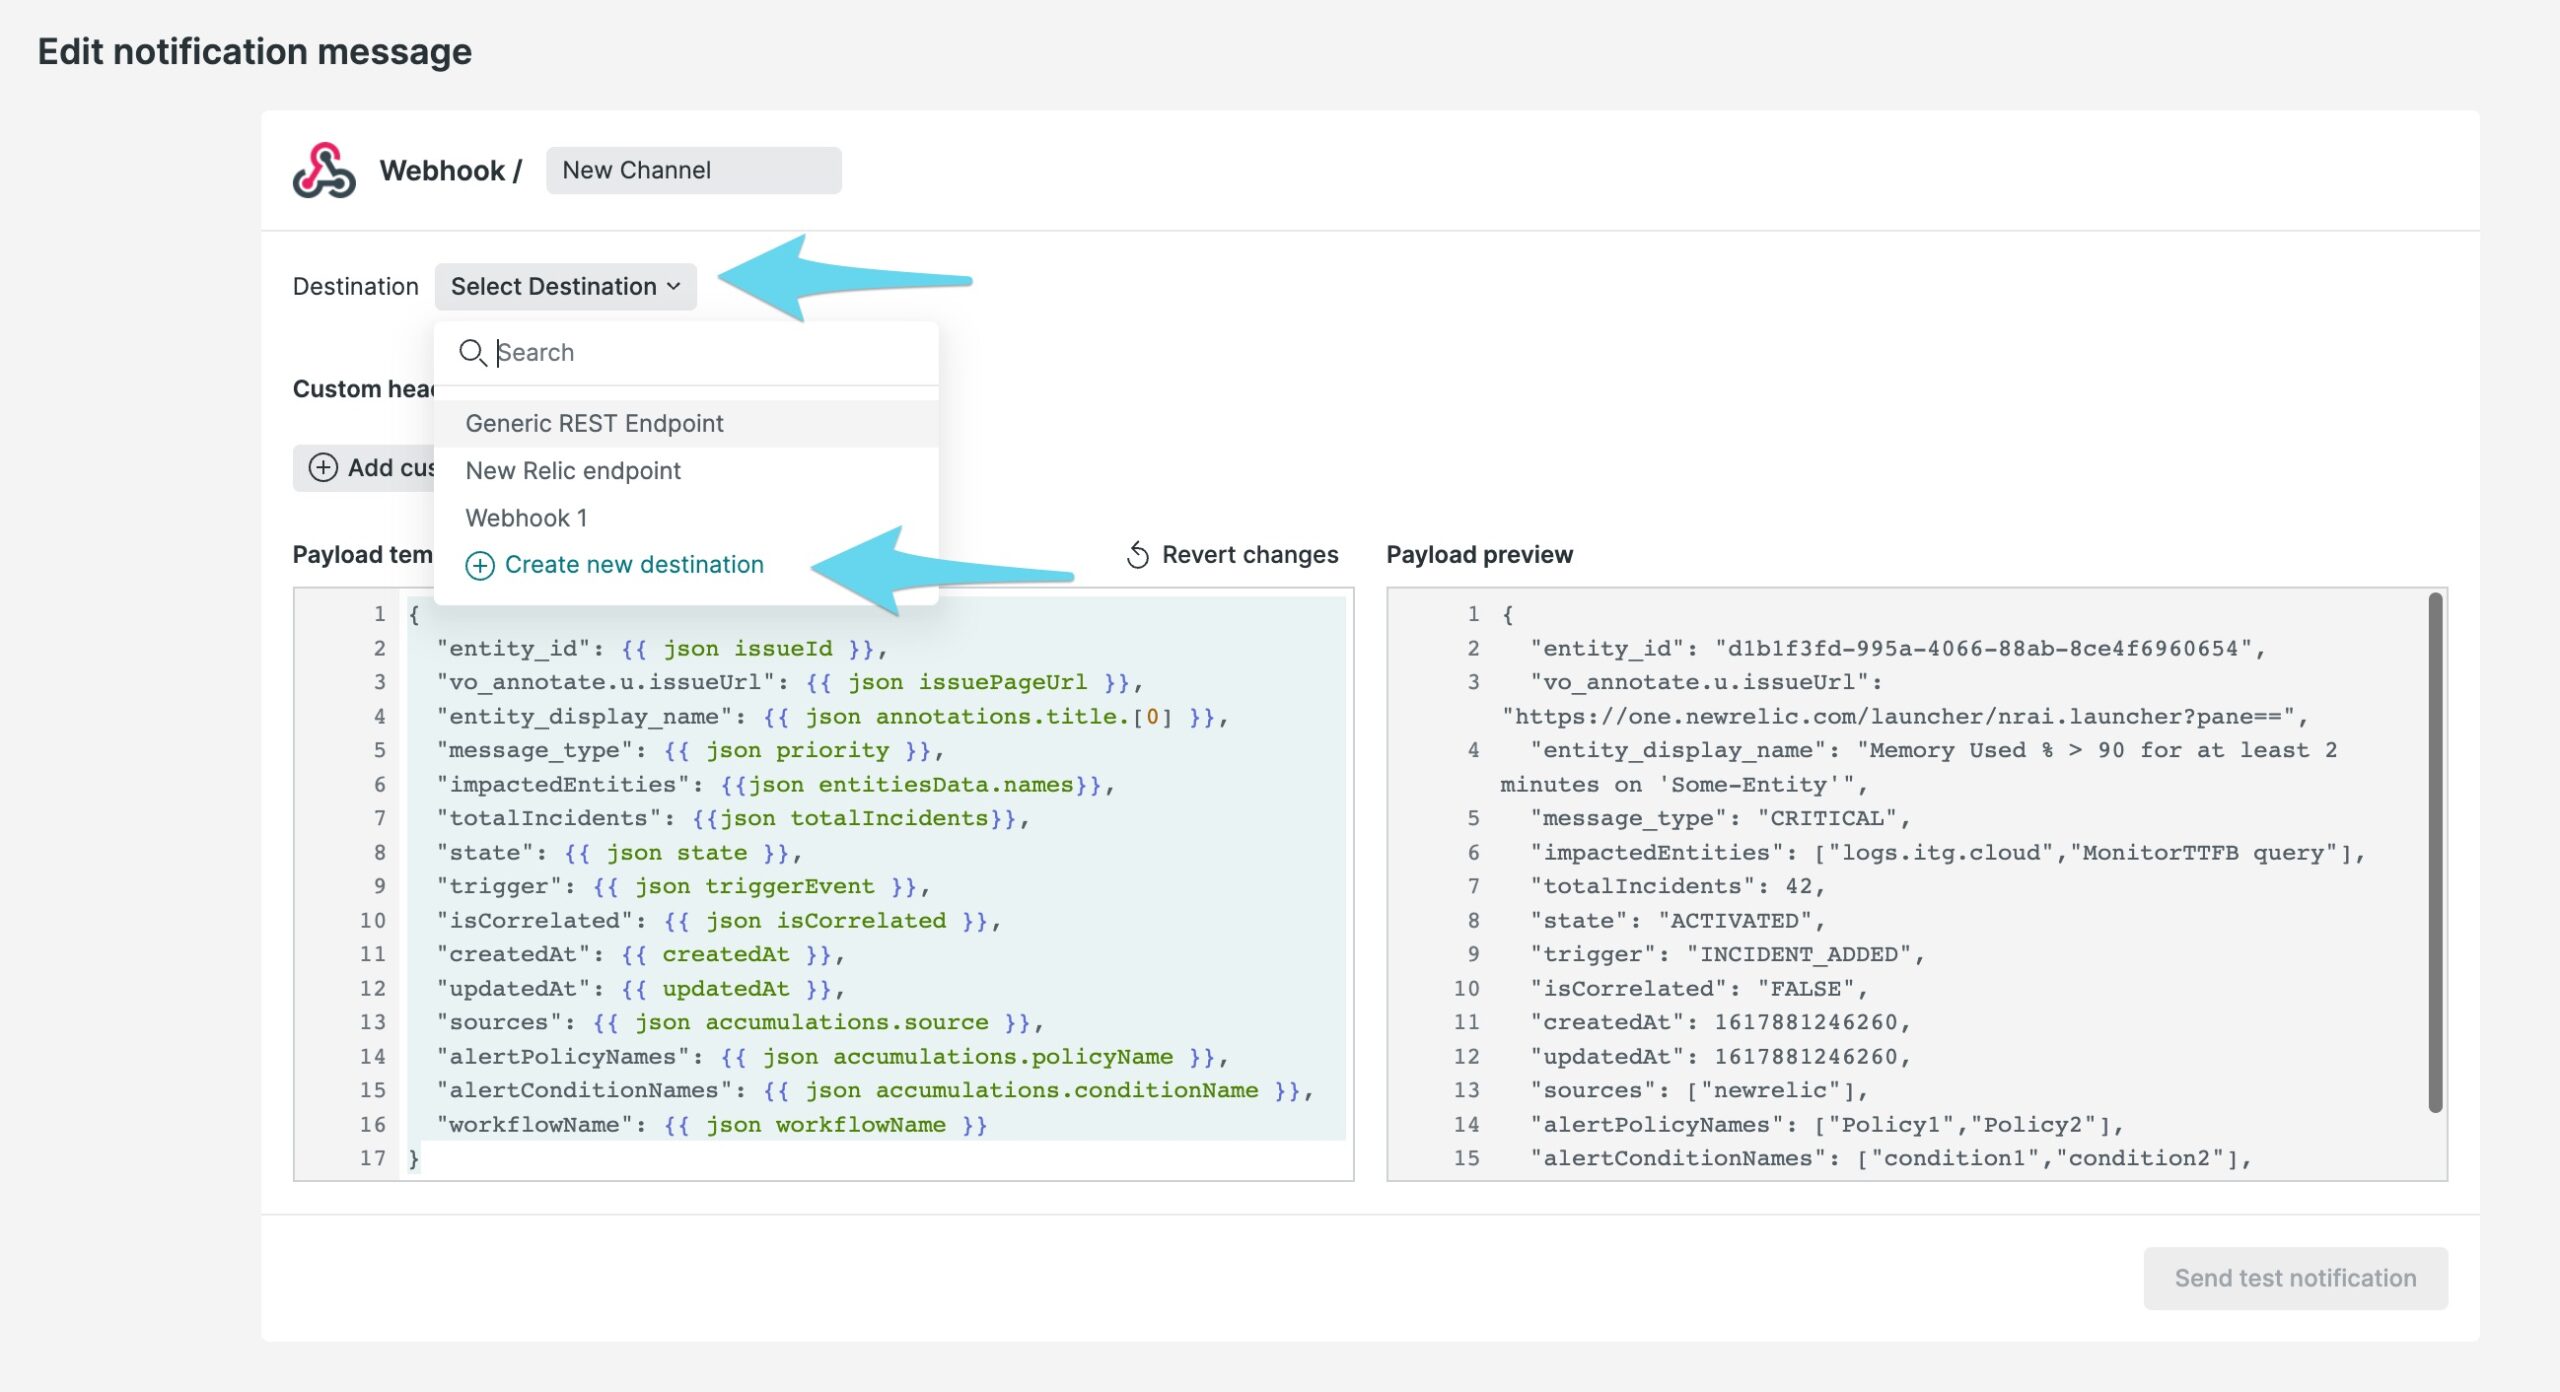 Edit notification message
Webhook / New Channel
Destination Select Destination
Search
Custom hea
Generic REST Endpoint
Add cus
New Relic endpoint
Webhook 1
Payload tem
Create new destination
Revert changes
Payload preview
1 {
2 "entity_id": {{ json issueId }},
3 "vo_annotate.u.issueUrl": {{ json issuePageUrl }},
4 "entity_display_name": {{ json annotations.title.[0] }},
5 "message_type": {{ json priority }},
6 "impactedEntities": {{json entitiesData.names}},
7 "totalIncidents": {{json totalIncidents}},
8 "state": {{ json state }},
9 "trigger": {{ json triggerEvent }},
10 "isCorrelated": {{ json isCorrelated }},
11 "createdAt": {{ createdAt }},
12 "updatedAt": {{ updatedAt }},
13 "sources": {{ json accumulations.source }},
14 "alertPolicyNames": {{ json accumulations.policyName }},
15 "alertConditionNames": {{ json accumulations.conditionName }},
16 "workflowName": {{ json workflowName }}
17 }
1 {
2 "entity_id": "d1b1f3fd-995a-4066-88ab-8ce4f6960654",
3 "vo_annotate.u.issueUrl":
"https://one.newrelic.com/launcher/nrai.launcher?pane==",
4 "entity_display_name": "Memory Used % > 90 for at least 2
minutes on 'Some-Entity'",
5 "message_type": "CRITICAL",
6 "impactedEntities": ["logs.itg.cloud","MonitorTTFB query"],
7 "totalIncidents": 42,
8 "state": "ACTIVATED",
9 "trigger": "INCIDENT_ADDED",
10 "isCorrelated": "FALSE",
11 "createdAt": 1617881246260,
12 "updatedAt": 1617881246260,
13 "sources": ["newrelic"],
14 "alertPolicyNames": ["Policy1","Policy2"],
15 "alertConditionNames": ["condition1","condition2"],
Send test notification